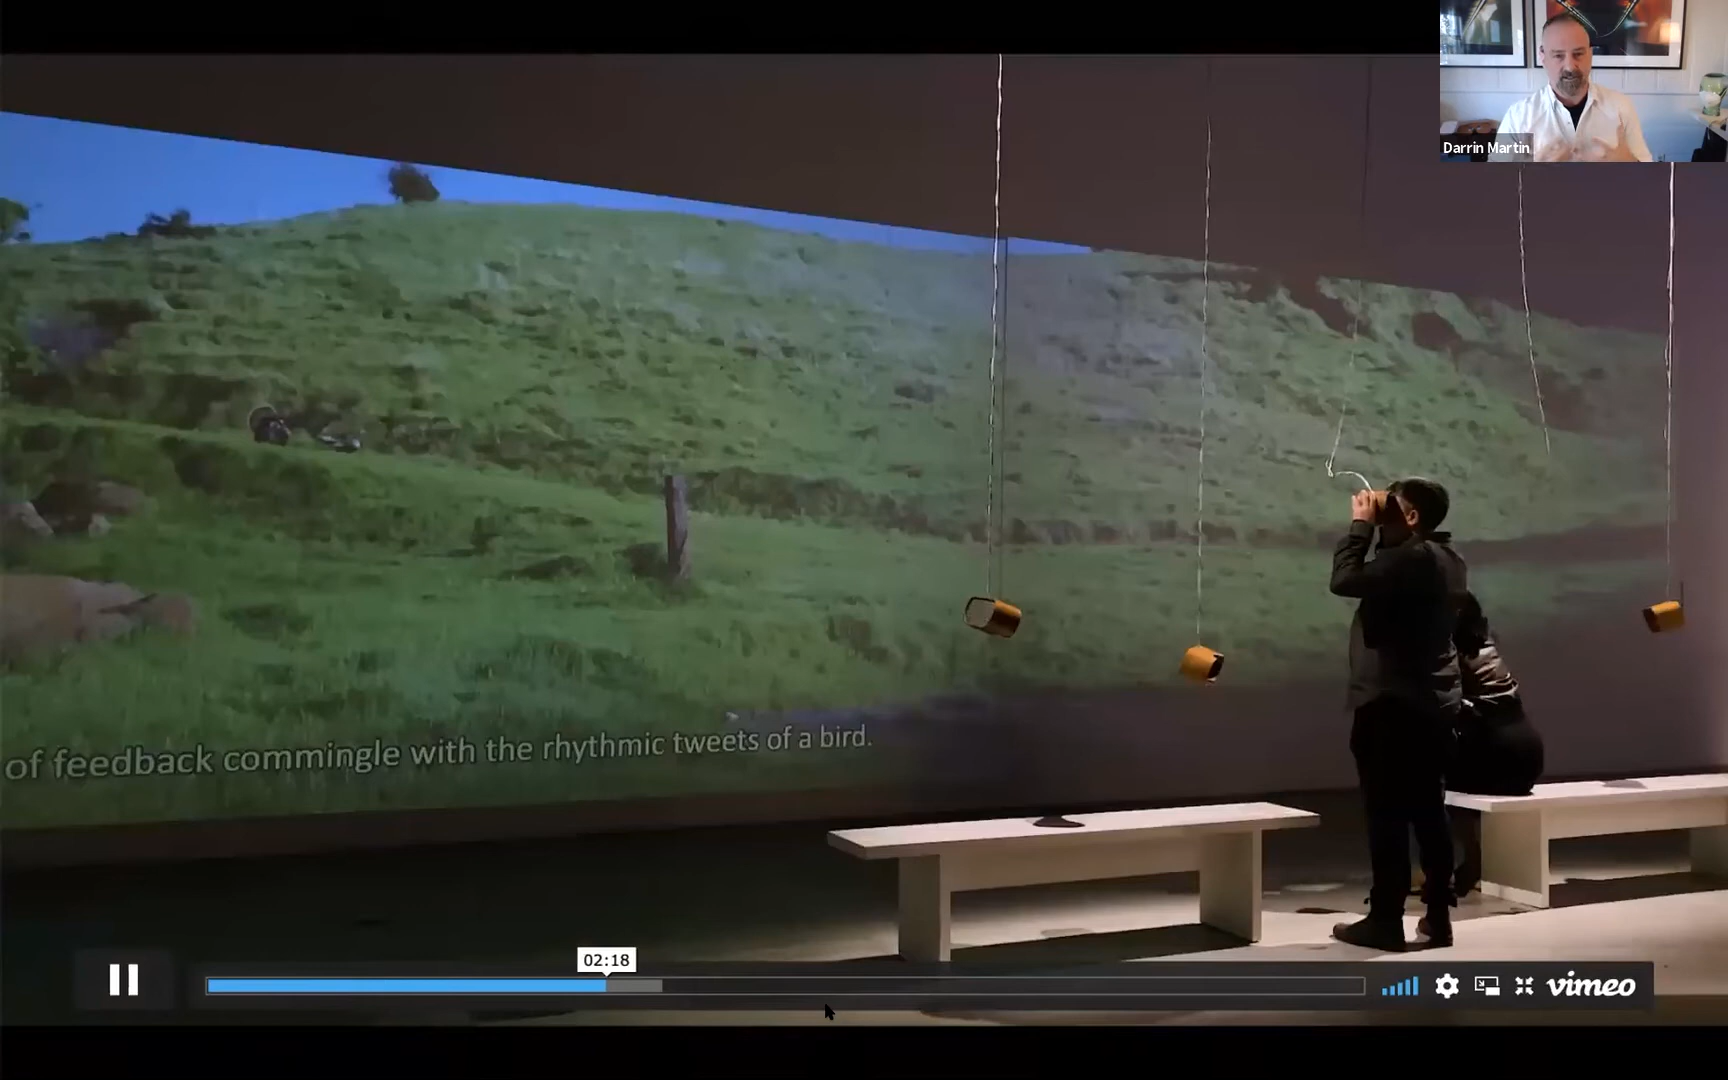 Darrin Martin
of feedback commingle with the rhythmic tweets of a bird.
02:18
vimeo